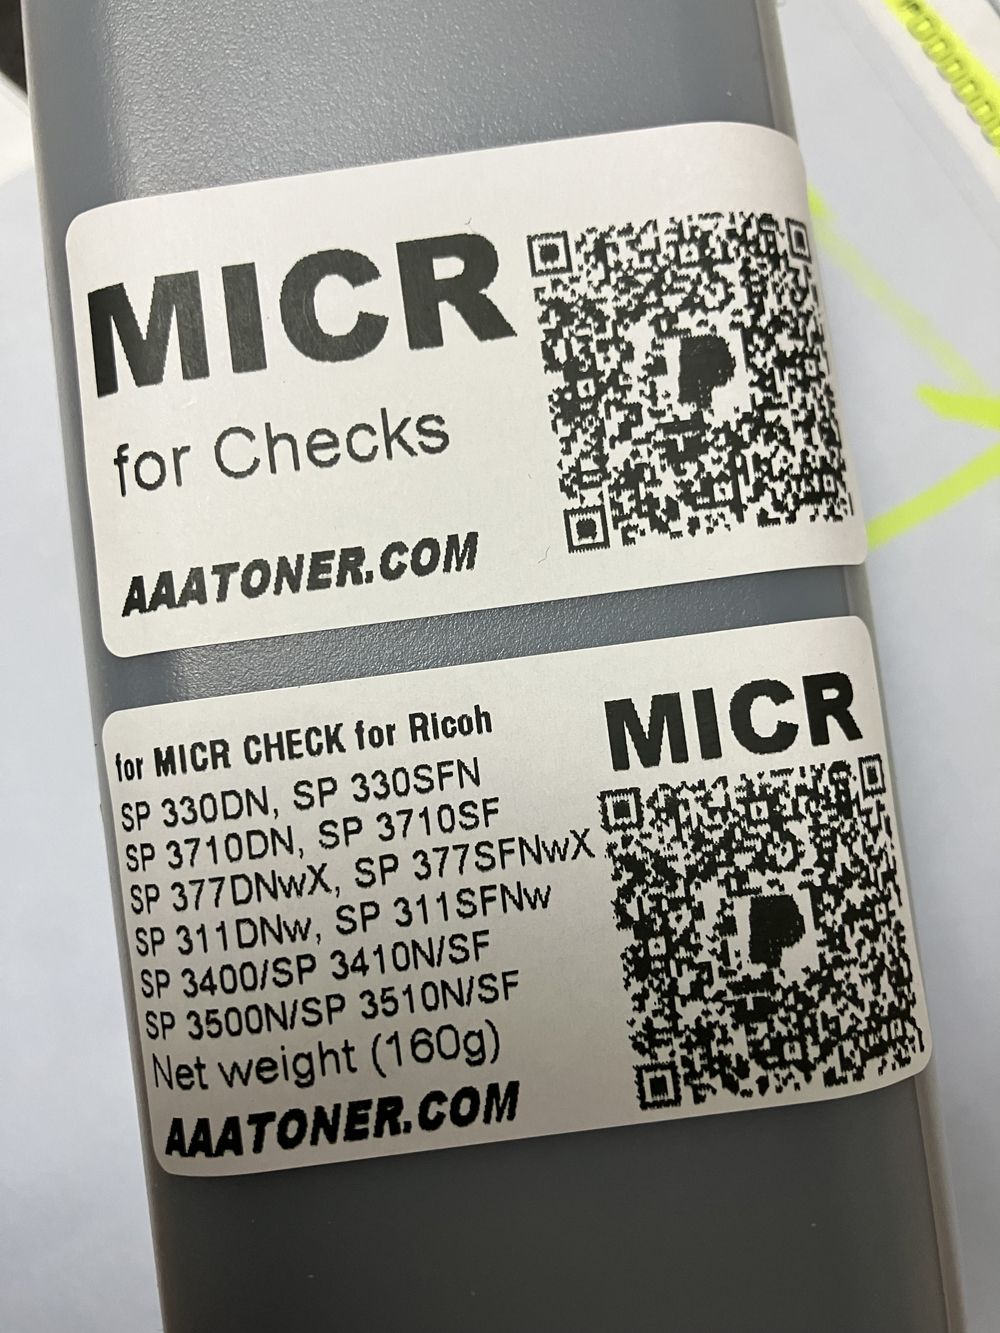 MICR
for Checks
AAATONER.COM
for MICR CHECK for Ricoh
SP 330DN, SP 330SFN
SP 3710DN, SP 3710SF
SP 377DNwX, SP 377SFNwX
SP 311DNw, SP 311SFNw
SP 3400/SP 3410N/SF
SP 3500N/SP 3510N/SF
Net weight (160g)
AAATONER.COM
MICR